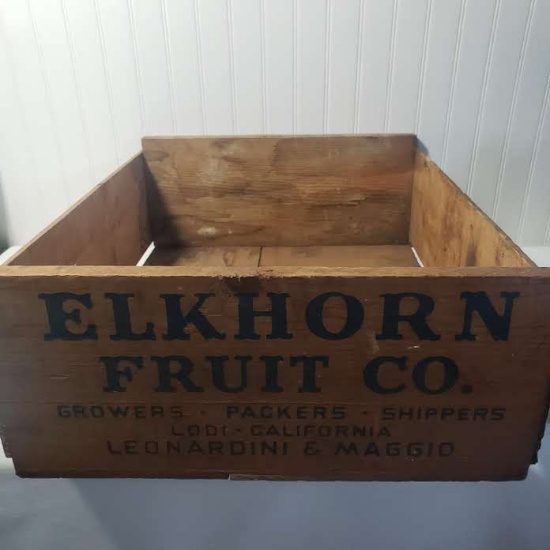 ELKHORN
FRUIT CO.
GROWERS · PACKERS · SHIPPERS
LODI - CALIFORNIA
LEONARDINI & MAGGIO